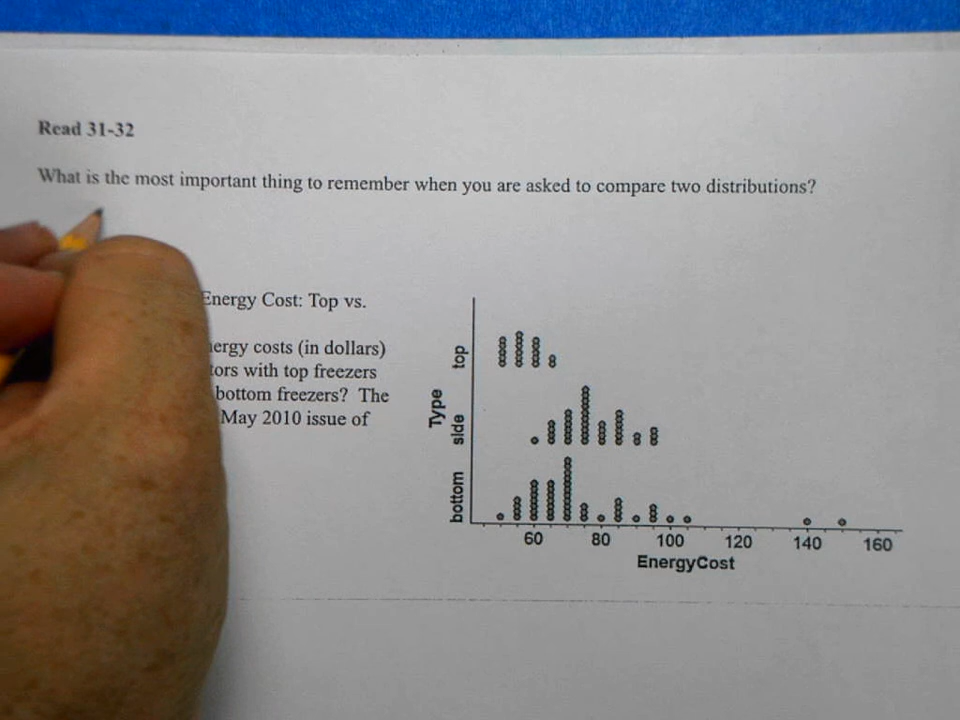 Read 31-32
What is the most important thing to remember when you are asked to compare two distributions?
Energy Cost: Top vs.
energy costs (in dollars)
tors with top freezers
bottom freezers? The
May 2010 issue of
Type
top
side
bottom
60 80 100 120 140 160
EnergyCost